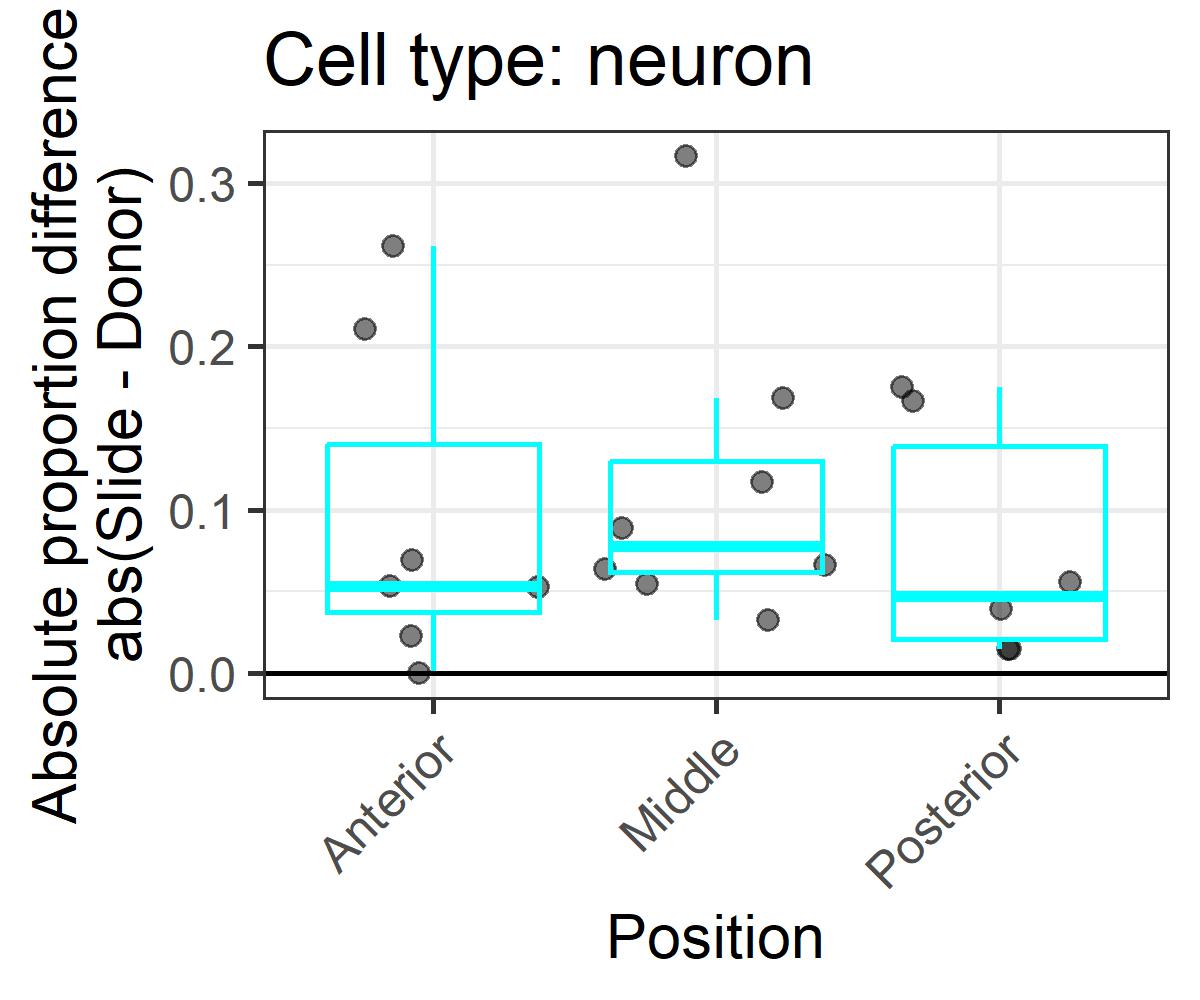 Cell type: neuron
Absolute proportion difference
abs(Slide - Donor)
0.3
0.2
0.1
0.0
Anterior
Middle
Posterior
Position